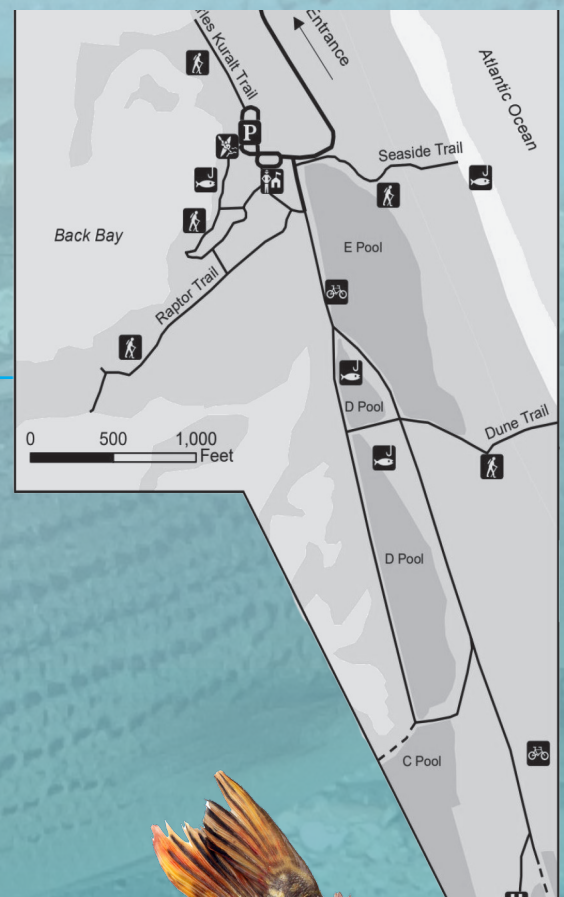 Entrance
Kuralt Trail
P
Atlantic Ocean
Seaside Trail
Back Bay
E Pool
Raptor Trail
D Pool
Dune Trail
0 500 1,000
Feet
D Pool
C Pool